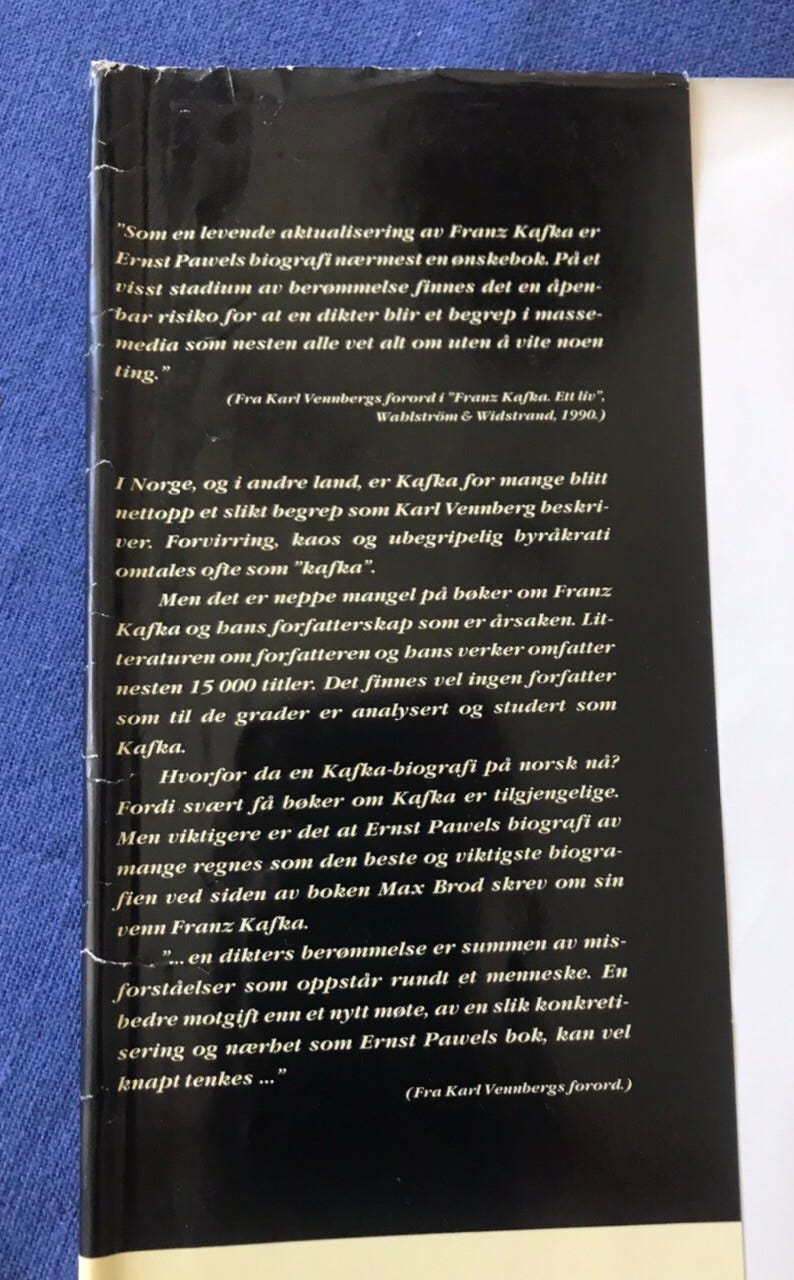 "Som en levende aktualisering av Franz Kafka er
Ernst Pawels biografi nærmest en ønskebok. På et
visst stadium av berømmelse finnes det en åpen-
bar risiko for at en dikter blir et begrep i masse-
media som nesten alle vet alt om uten å vite noen
ting."
(Fra Karl Vennbergs forord i "Franz Kafka. Ett liv",
Wahlström & Widstrand, 1990.)
I Norge, og i andre land, er Kafka for mange blitt
nettopp et slikt begrep som Karl Vennberg beskri-
ver. Forvirring, kaos og ubegripelig byråkrati
omtales ofte som "kafka".
Men det er neppe mangel på bøker om Franz
Kafka og hans forfatterskap som er årsaken. Lit-
teraturen om forfatteren og hans verker omfatter
nesten 15 000 titler. Det finnes vel ingen forfatter
som til de grader er analysert og studert som
Kafka.
Hvorfor da en Kafka-biografi på norsk nå?
Fordi svært få bøker om Kafka er tilgjengelige.
Men viktigere er det at Ernst Pawels biografi av
mange regnes som den beste og viktigste biogra-
fien ved siden av boken Max Brod skrev om sin
venn Franz Kafka.
"... en dikters berømmelse er summen av mis-
forståelser som oppstår rundt et menneske. En
bedre motgift enn et nytt møte, av en slik konkreti-
sering og nærhet som Ernst Pawels bok, kan vel
knapt tenkes ..."
(Fra Karl Vennbergs forord.)